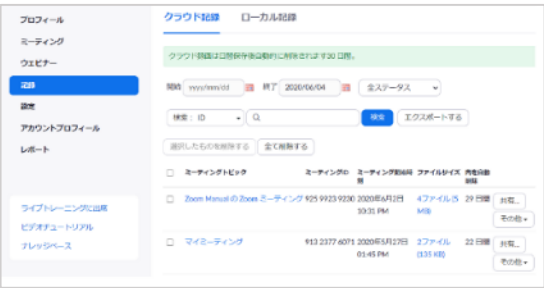 プロフィール
ミーティング
ウェビナー
記録
設定
アカウントプロフィール
レポート
ライブトレーニングに出席
ビデオチュートリアル
ナレッジベース
クラウド記録 ローカル記録
クラウド録画は日間保存後自動的に削除されます30 日間。
開始 yyyy/mm/dd 終了 2020/06/04 全ステータス
検索：ID 検索 エクスポートする
選択したものを削除する 全て削除する
ミーティングトピック ミーティングID ミーティング開始時間 ファイルサイズ 内を自動削除
Zoom Manual の Zoom ミーティング 925 9923 9230 2020年6月2日 4ファイル (5 29 日間 共有...
10:31 PM MB) その他
マイミーティング 913 2377 6071 2020年5月27日 2ファイル 22 日間 共有...
01:45 PM (135 KB) その他